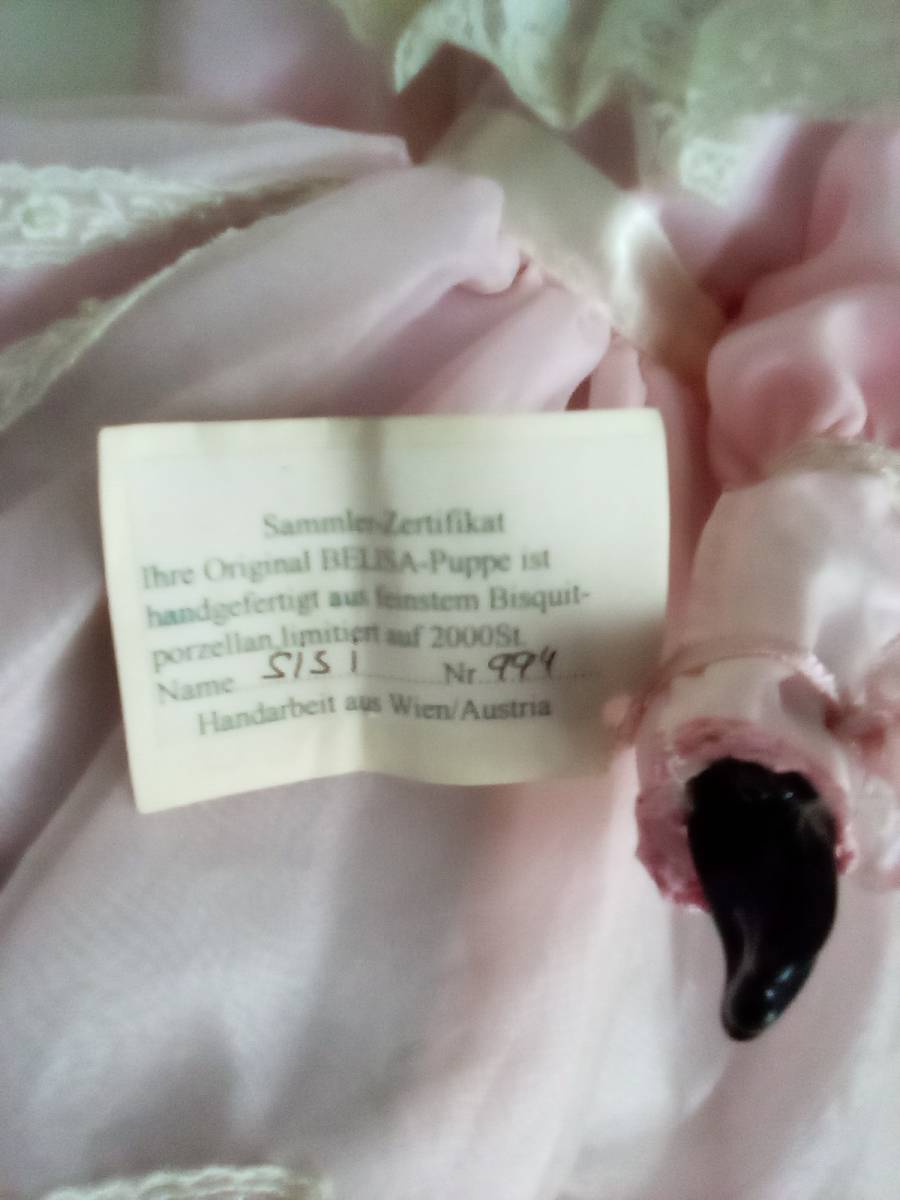 Sammler-Zertifikat
Ihre Original BELISA-Puppe ist
handgefertigt aus feinstem Bisquit-
porzellan,limitiert auf 2000St.
Name SISI Nr. 994
Handarbeit aus Wien/Austria